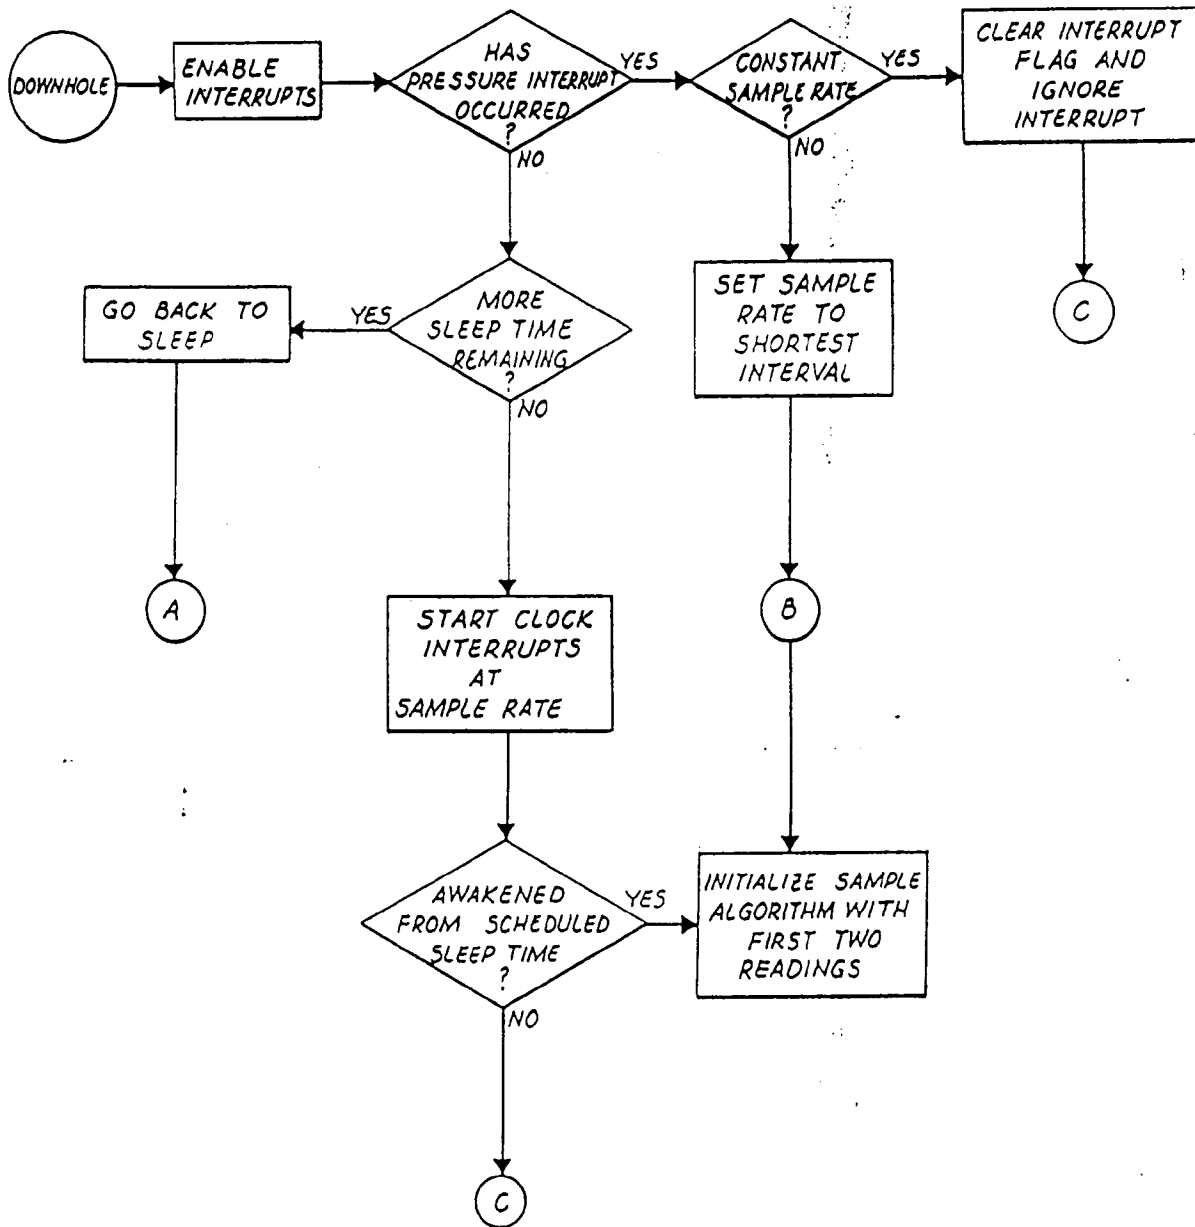 DOWNHOLE
ENABLE
INTERRUPTS
HAS
PRESSURE INTERRUPT
OCCURRED
?
YES
NO
CONSTANT
SAMPLE RATE
?
YES
NO
CLEAR INTERRUPT
FLAG AND
IGNORE
INTERRUPT
C
MORE
SLEEP TIME
REMAINING
?
YES
NO
GO BACK TO
SLEEP
A
SET SAMPLE
RATE TO
SHORTEST
INTERVAL
B
START CLOCK
INTERRUPTS
AT
SAMPLE RATE
AWAKENED
FROM SCHEDULED
SLEEP TIME
?
YES
NO
INITIALIZE SAMPLE
ALGORITHM WITH
FIRST TWO
READINGS
C